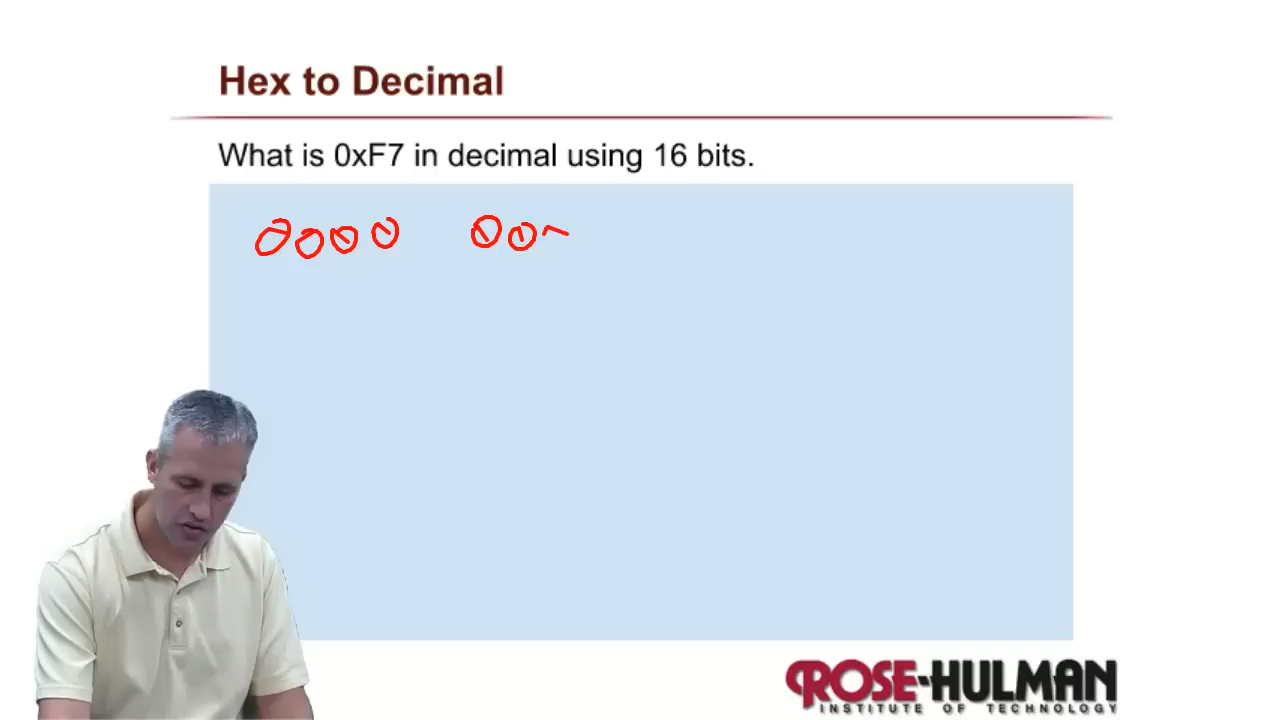 Hex to Decimal
What is 0xF7 in decimal using 16 bits.
0000 00
ROSE-HULMAN
INSTITUTE OF TECHNOLOGY